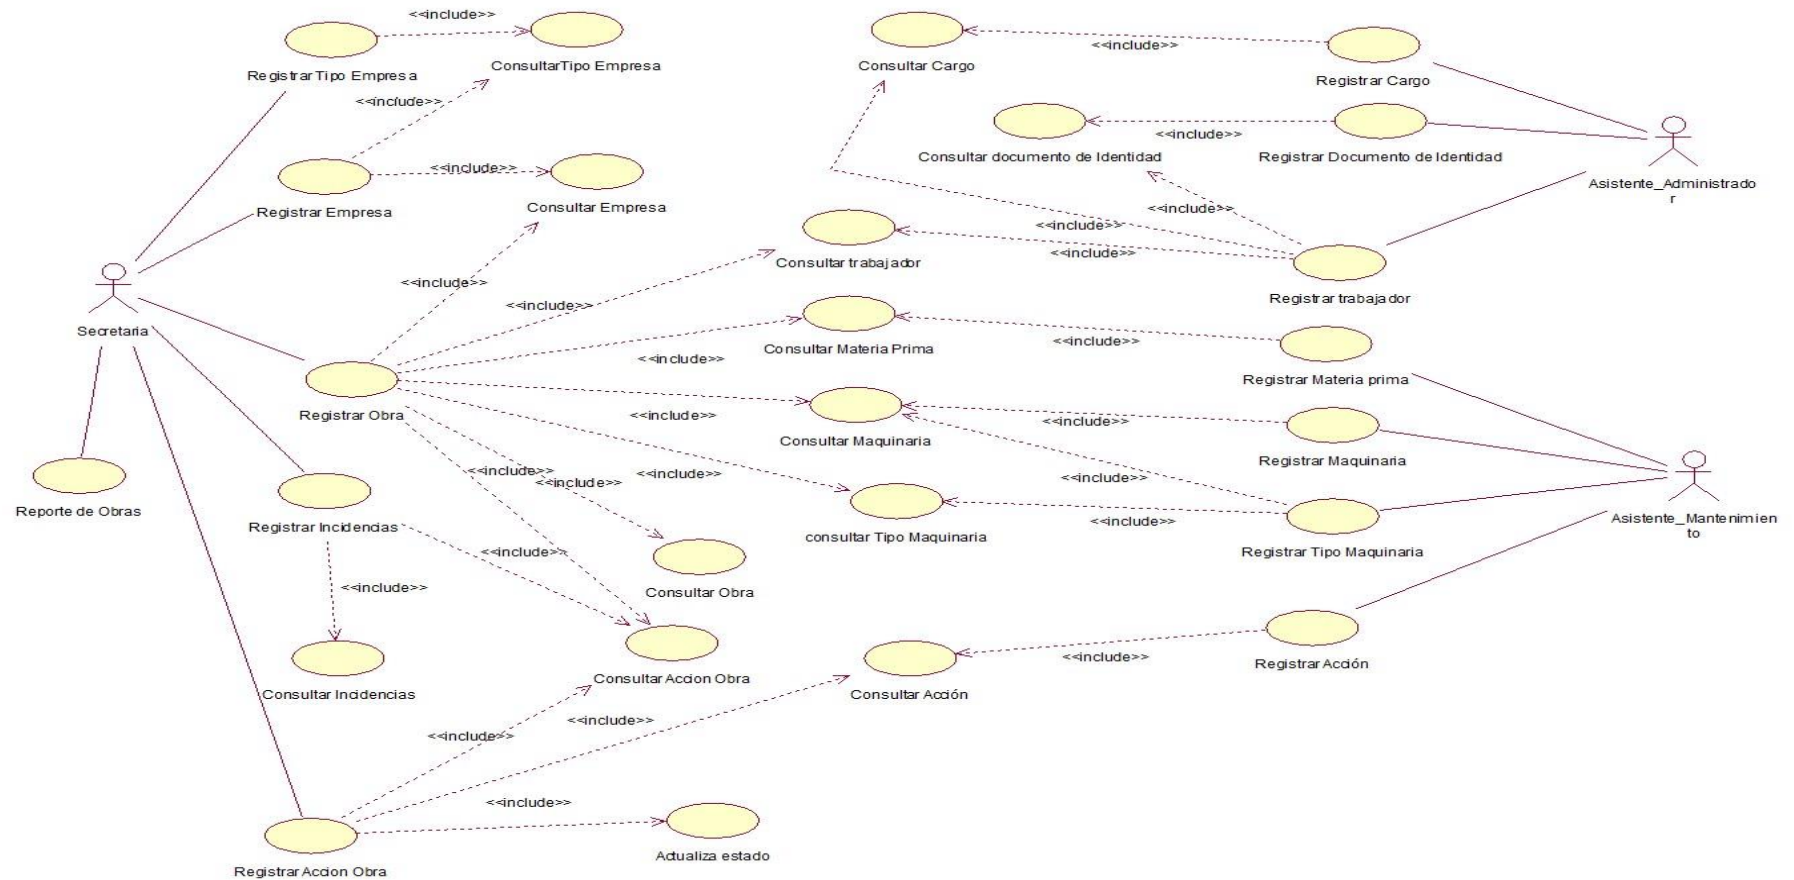 <<include>>
ConsultarTipo Empresa
Registrar Tipo Empresa
<<include>>
<<include>>
Registrar Empresa
Consultar Empresa
<<include>>
<<include>>
Secretaria
<<include>>
Registrar Obra
<<include>>
Reporte de Obras
<<include>>
<<include>>
<<include>>
Registrar Incidencias
<<include>>
<<include>>
Consultar Incidencias
Consultar Obra
Consultar Accion Obra
<<include>>
<<include>>
<<include>>
Registrar Accion Obra
Actualiza estado
Consultar Cargo
<<include>>
Registrar Cargo
<<include>>
Consultar documento de Identidad
Registrar Documento de Identidad
Asistente_Administrado
r
<<include>>
<<include>>
<<include>>
Consultar trabajador
Registrar trabajador
Consultar Materia Prima
<<include>>
Registrar Materia prima
Consultar Maquinaria
<<include>>
Registrar Maquinaria
<<include>>
<<include>>
consultar Tipo Maquinaria
Registrar Tipo Maquinaria
Asistente_Mantenimien
to
Consultar Acción
<<include>>
Registrar Acción